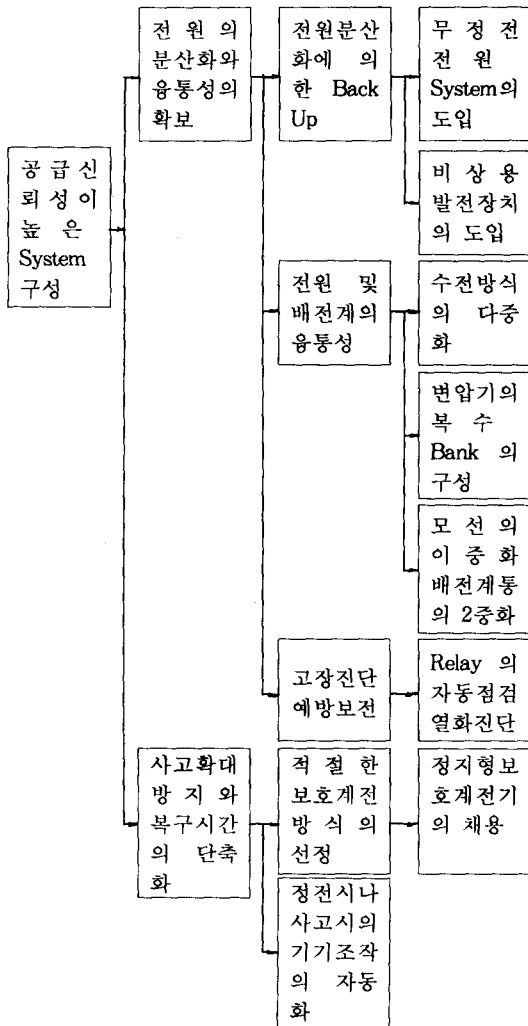 공급신
뢰성이
높 은
System
구성
전 원 의
분산화와
융통성의
확보
전원분산
화에 의
한 Back
Up
무정전
전 원
System의
도입
비 상 용
발전장치
의 도입
전원 및
배전계의
융통성
수전방식
의 다중
화
변압기의
복 수
Bank 의
구성
모 선 의
이 중 화
배전계통
의 2중화
고장진단
예방보전
Relay 의
자동점검
열화진단
사고확대
방 지 와
복구시간
의 단축
화
적 절 한
보호계전
방 식 의
선정
정지형보
호계전기
의 채용
정전시나
사고시의
기기조작
의 자동
화